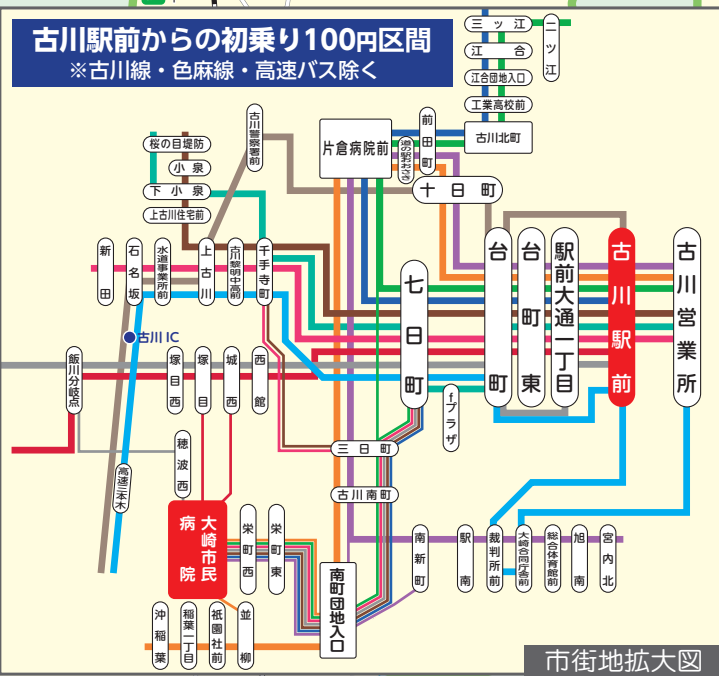 古川駅前からの初乗り100円区間
※古川線・色麻線・高速バス除く
三ッ江
二ッ江
江合
江合団地入口
工業高校前
古川北町
前田町
道の駅おおさき
片倉病院前
古川警察署前
十日町
桜の目堤防
小泉
下小泉
上古川住宅前
新田
石名坂
水道事業所前
上古川
古川黎明中高前
千手寺町
七日町
台町
台町東
駅前大通一丁目
古川駅前
古川営業所
古川IC
飯川分岐点
塚目西
塚目
城西
西館
fプラザ
穂波西
三日町
古川南町
高速三本木
大崎市民病院
栄町西
栄町東
南町団地入口
南新町
駅南
裁判所前
大崎合同庁舎前
総合体育館前
旭南
宮内北
沖稲葉
稲葉一丁目
祇園社前
並柳
市街地拡大図